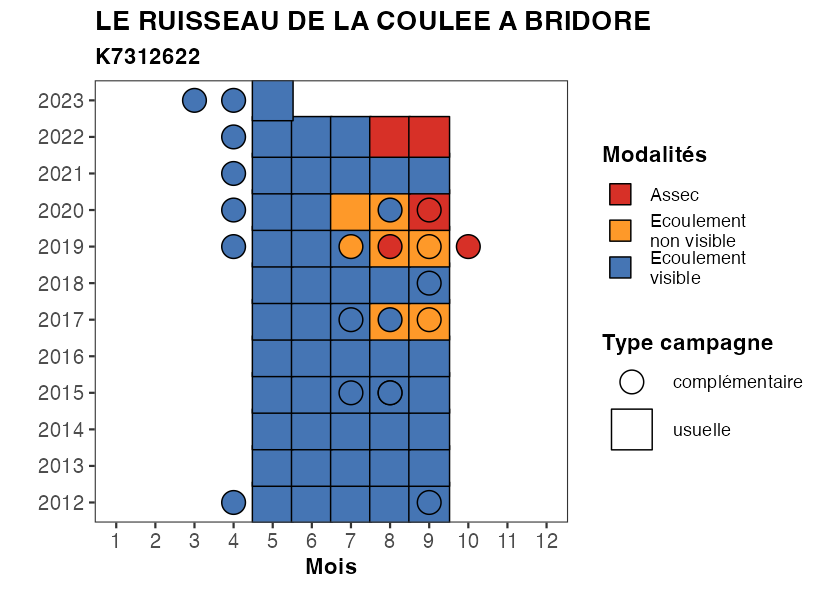 LE RUISSEAU DE LA COULEE A BRIDORE
K7312622
2023
2022
2021
2020
2019
2018
2017
2016
2015
2014
2013
2012
1 2 3 4 5 6 7 8 9 10 11 12
Mois
Modalités
Assec
Ecoulement
non visible
Ecoulement
visible
Type campagne
complémentaire
usuelle